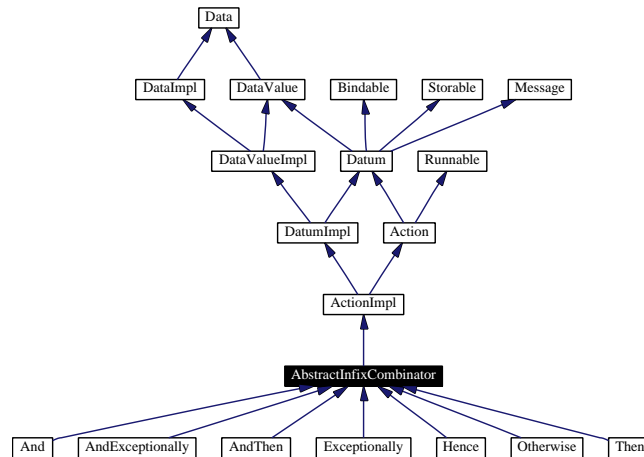 Data
DataImpl DataValue Bindable Storable Message
DataValueImpl Datum Runnable
DatumImpl Action
ActionImpl
AbstractInfixCombinator
And AndExceptionally AndThen Exceptionally Hence Otherwise Then